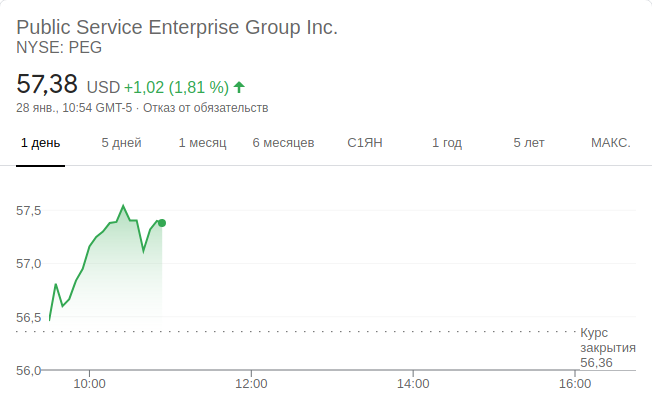 Public Service Enterprise Group Inc.
NYSE: PEG
57,38 USD +1,02 (1,81 %)
28 янв., 10:54 GMT-5 · Отказ от обязательств
1 день 5 дней 1 месяц 6 месяцев С1ЯН 1 год 5 лет МАКС.
57,5
57,0
56,5
Курс
закрытия
56,36
56,0
10:00 12:00 14:00 16:00